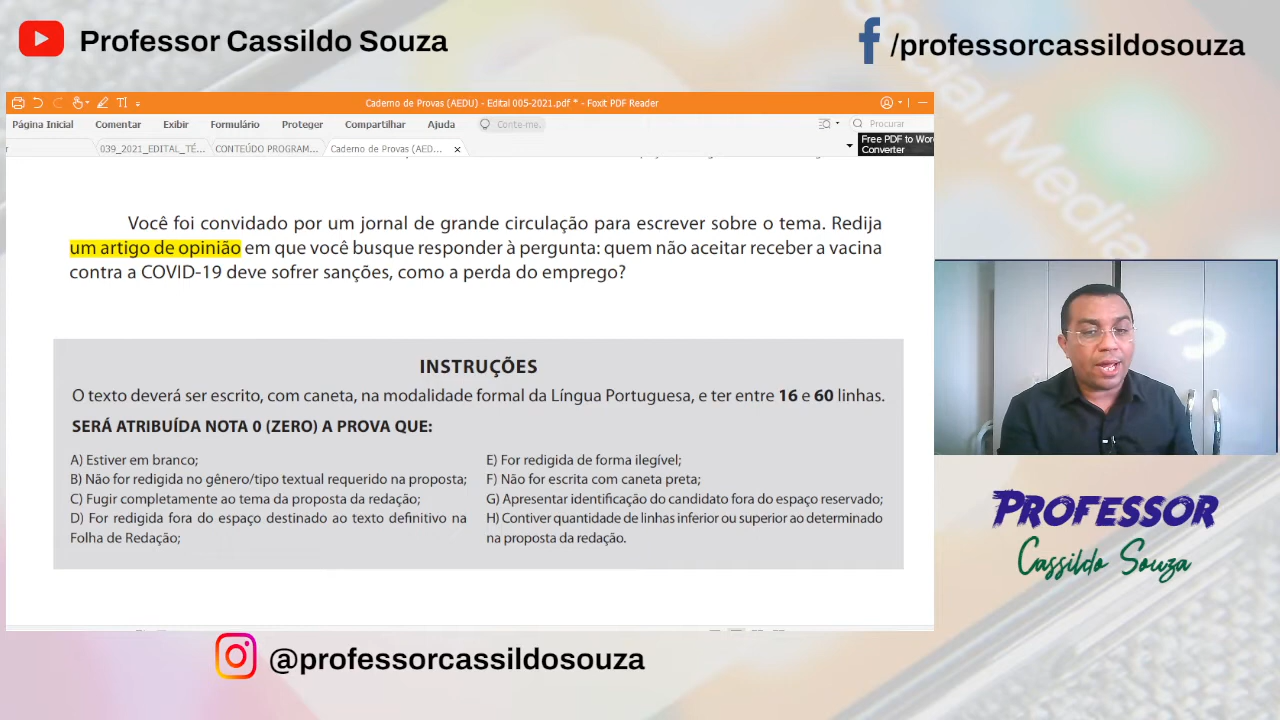 Professor Cassildo Souza
/professorcassildosouza
Caderno de Provas (AEDU) - Edital 005-2021.pdf * - Foxit PDF Reader
Página Inicial Comentar Exibir Formulário Proteger Compartilhar Ajuda Conte-me. Procurar
039_2021_EDITAL_TÉ... CONTEÚDO PROGRAM... Caderno de Provas (AED... ×
Free PDF to Wor
Converter
Você foi convidado por um jornal de grande circulação para escrever sobre o tema. Redija
um artigo de opinião em que você busque responder à pergunta: quem não aceitar receber a vacina
contra a COVID-19 deve sofrer sanções, como a perda do emprego?
INSTRUÇÕES
O texto deverá ser escrito, com caneta, na modalidade formal da Língua Portuguesa, e ter entre 16 e 60 linhas.
SERÁ ATRIBUÍDA NOTA 0 (ZERO) A PROVA QUE:
A) Estiver em branco;
B) Não for redigida no gênero/tipo textual requerido na proposta;
C) Fugir completamente ao tema da proposta da redação;
D) For redigida fora do espaço destinado ao texto definitivo na
Folha de Redação;
E) For redigida de forma ilegível;
F) Não for escrita com caneta preta;
G) Apresentar identificação do candidato fora do espaço reservado;
H) Contiver quantidade de linhas inferior ou superior ao determinado
na proposta da redação.
PROFESSOR
Cassildo Souza
@professorcassildosouza
Social Media